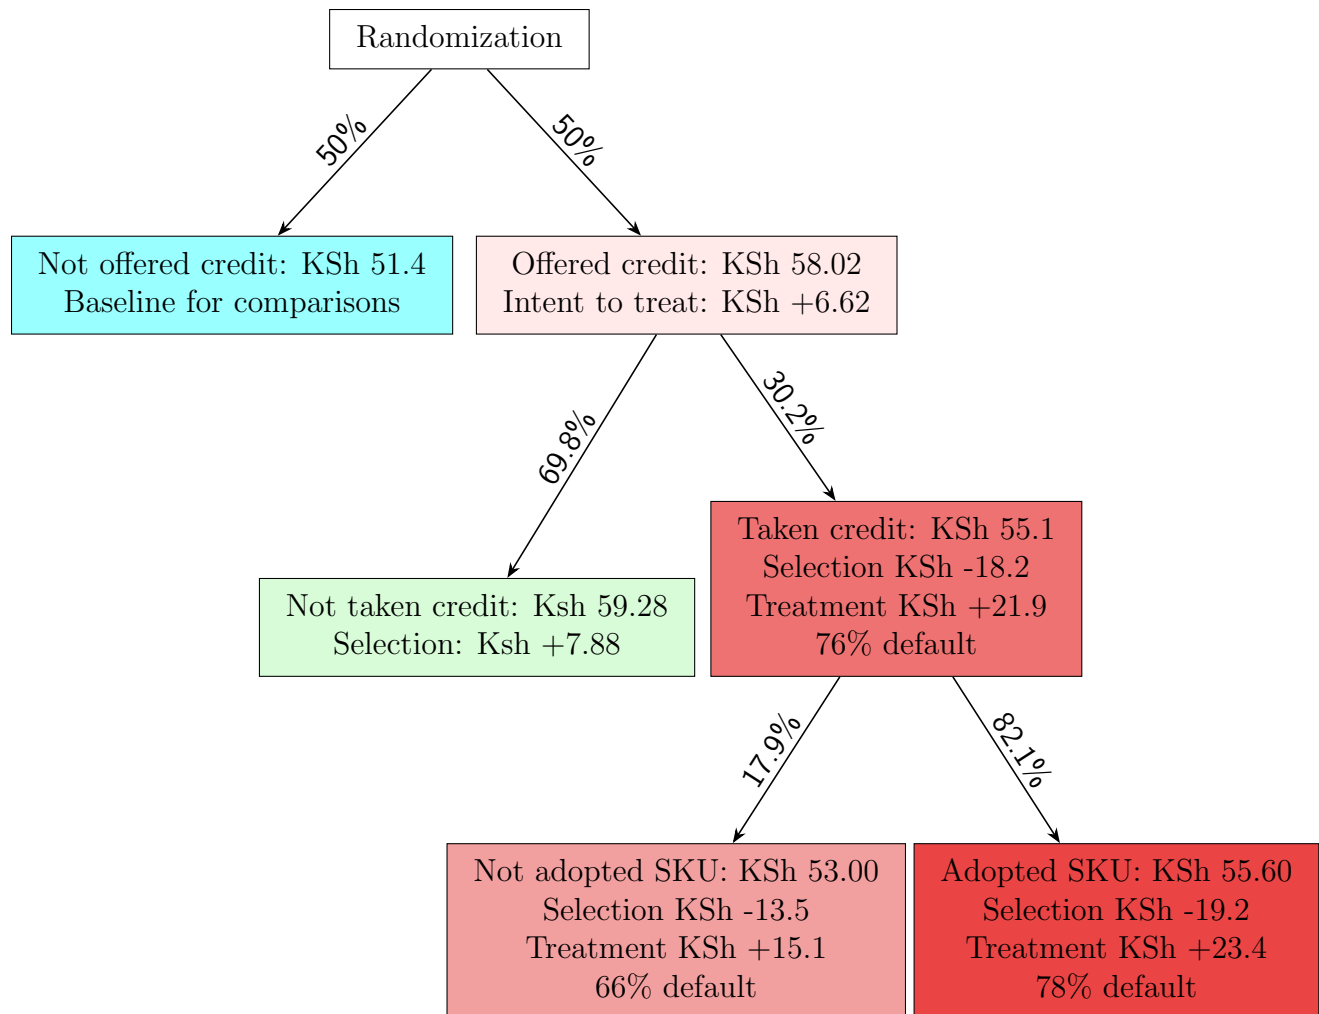 Randomization
50%
50%
Not offered credit: KSh 51.4
Baseline for comparisons
Offered credit: KSh 58.02
Intent to treat: KSh +6.62
69.8%
30.2%
Not taken credit: Ksh 59.28
Selection: Ksh +7.88
Taken credit: KSh 55.1
Selection KSh -18.2
Treatment KSh +21.9
76% default
17.9%
82.1%
Not adopted SKU: KSh 53.00
Selection KSh -13.5
Treatment KSh +15.1
66% default
Adopted SKU: KSh 55.60
Selection KSh -19.2
Treatment KSh +23.4
78% default